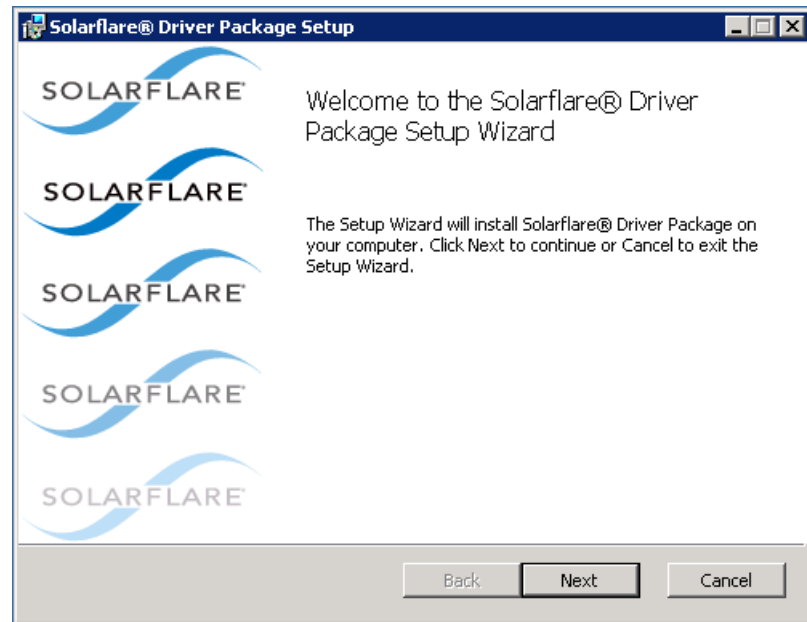 Solarflare® Driver Package Setup
SOLARFLARE®
Welcome to the Solarflare® Driver
Package Setup Wizard
SOLARFLARE®
The Setup Wizard will install Solarflare® Driver Package on
your computer. Click Next to continue or Cancel to exit the
Setup Wizard.
SOLARFLARE®
SOLARFLARE®
SOLARFLARE®
Back
Next
Cancel